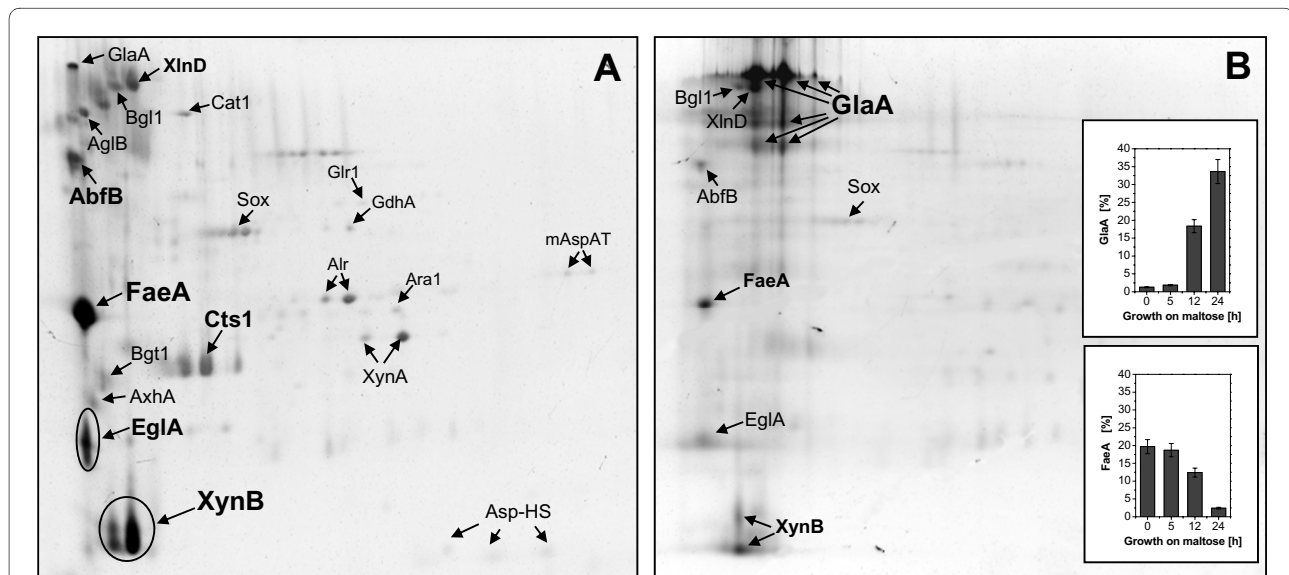 A
GlaA
XlnD
Bgl1
Cat1
AglB
AbfB
Glr1
Sox
GdhA
mAspAT
Alr
Ara1
FaeA
Cts1
Bgt1
XynA
AxhA
EglA
XynB
Asp-HS
B
Bgl1
XlnD
GlaA
AbfB
Sox
FaeA
EglA
XynB
GlaA [%]
40
35
30
25
20
15
10
5
0
0 5 12 24
Growth on maltose [h]
FaeA [%]
40
35
30
25
20
15
10
5
0
0 5 12 24
Growth on maltose [h]